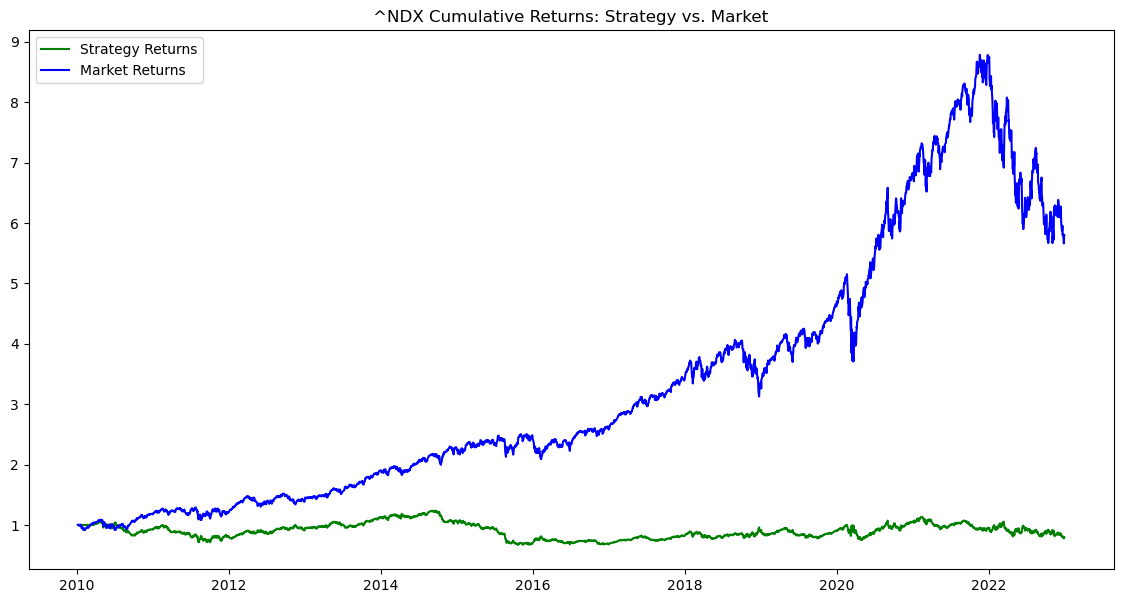 ^NDX Cumulative Returns: Strategy vs. Market
Strategy Returns
Market Returns
9
8
7
6
5
4
3
2
1
2010 2012 2014 2016 2018 2020 2022